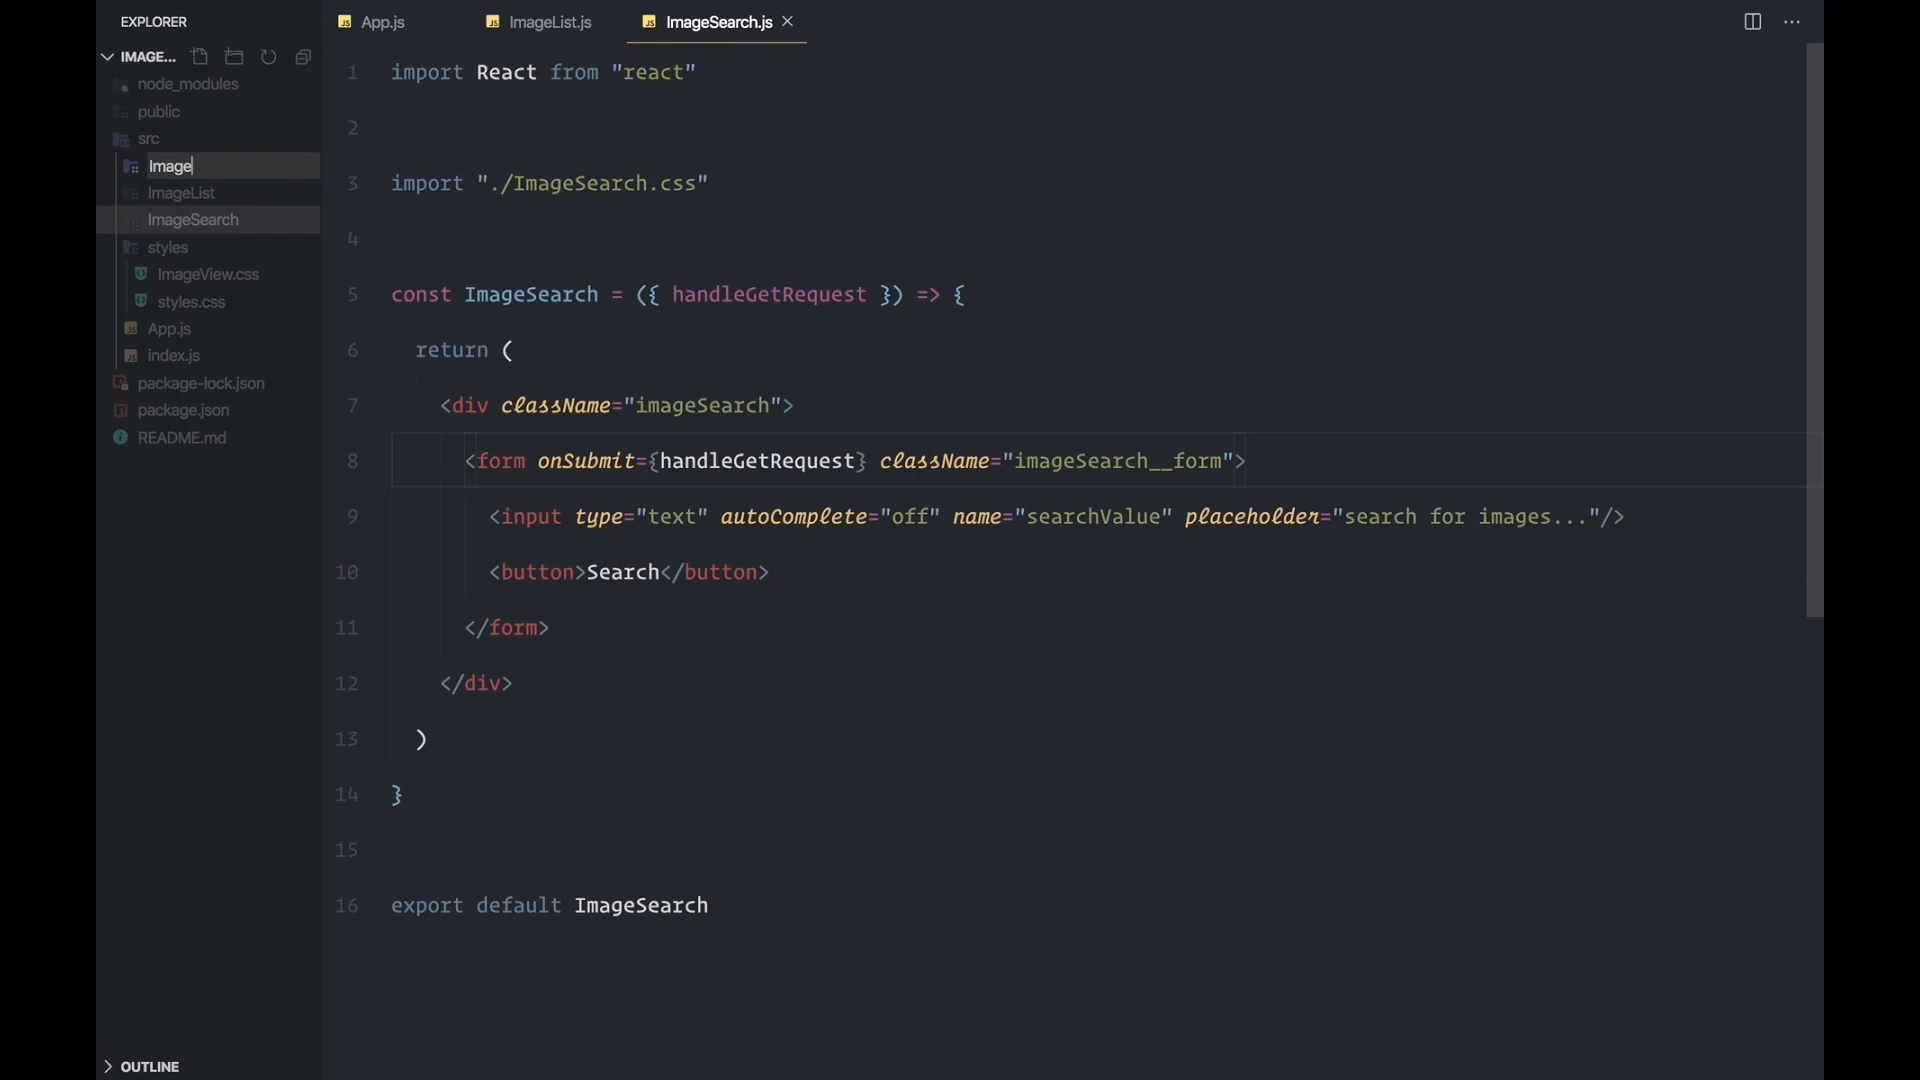 EXPLORER
IMAGE...
node_modules
public
src
Image
ImageList
ImageSearch
styles
ImageView.css
styles.css
App.js
index.js
package-lock.json
package.json
README.md
OUTLINE
App.js
ImageList.js
ImageSearch.js
1 import React from "react"
2
3 import "./ImageSearch.css"
4
5 const ImageSearch = ({ handleGetRequest }) => {
6 return (
7 <div className="imageSearch">
8 <form onSubmit={handleGetRequest} className="imageSearch__form">
9 <input type="text" autoComplete="off" name="searchValue" placeholder="search for images..."/>
10 <button>Search</button>
11 </form>
12 </div>
13 )
14 }
15
16 export default ImageSearch